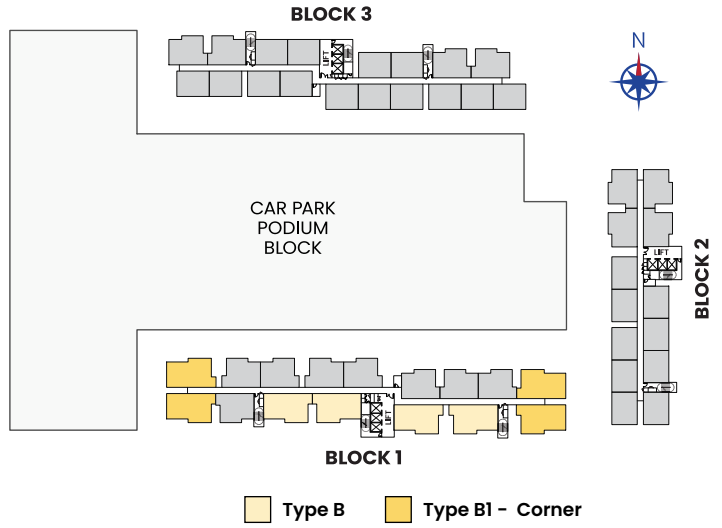 BLOCK 3
LIFT
N
CAR PARK
PODIUM
BLOCK
LIFT
BLOCK 2
LIFT
BLOCK 1
Type B
Type B1 - Corner